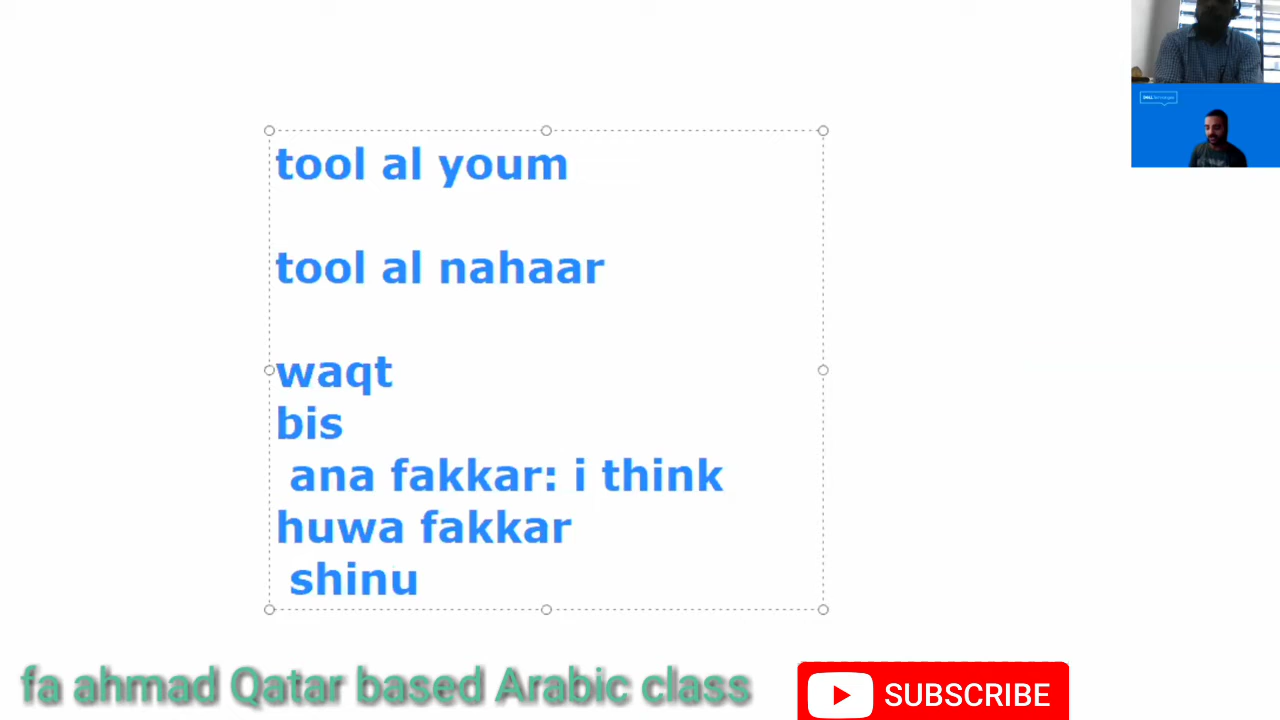 tool al youm
tool al nahaar
waqt
bis
ana fakkar: i think
huwa fakkar
shinu
fa ahmad Qatar based Arabic class
SUBSCRIBE